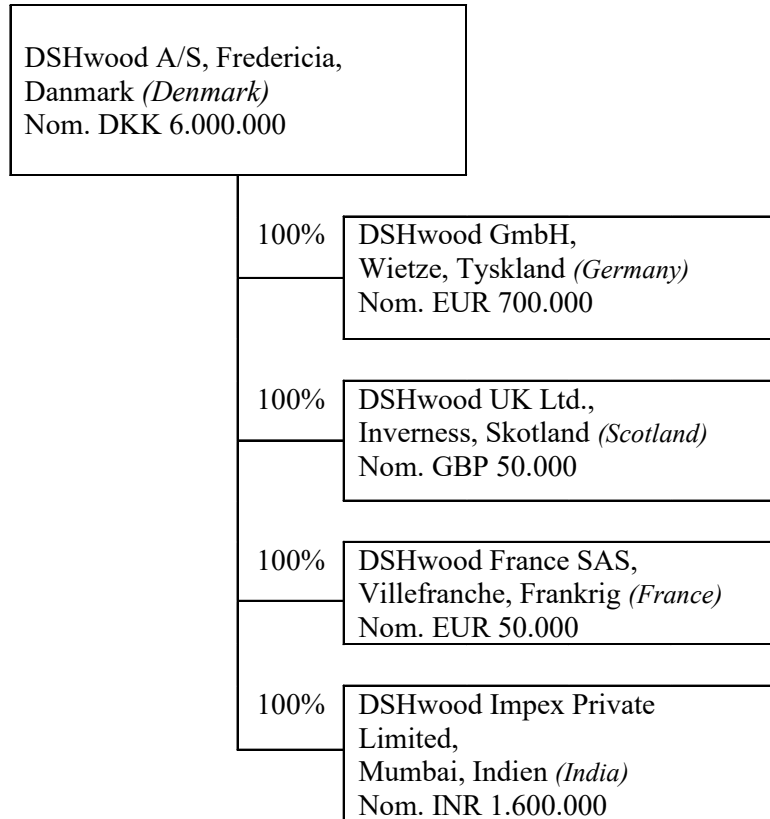 DSHwood A/S, Fredericia,
Danmark (Denmark)
Nom. DKK 6.000.000
100%
DSHwood GmbH,
Wietze, Tyskland (Germany)
Nom. EUR 700.000
100%
DSHwood UK Ltd.,
Inverness, Skotland (Scotland)
Nom. GBP 50.000
100%
DSHwood France SAS,
Villefranche, Frankrig (France)
Nom. EUR 50.000
100%
DSHwood Impex Private
Limited,
Mumbai, Indien (India)
Nom. INR 1.600.000